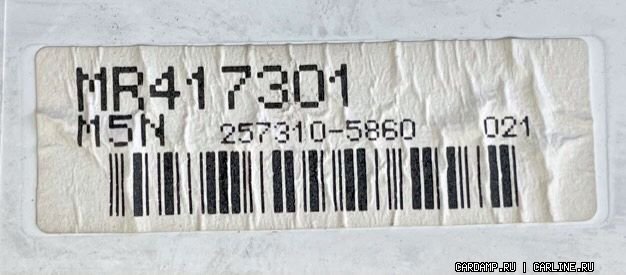 MR417301
M5N 257310-5860 021
CARDAMP.RU | CARLINE.RU